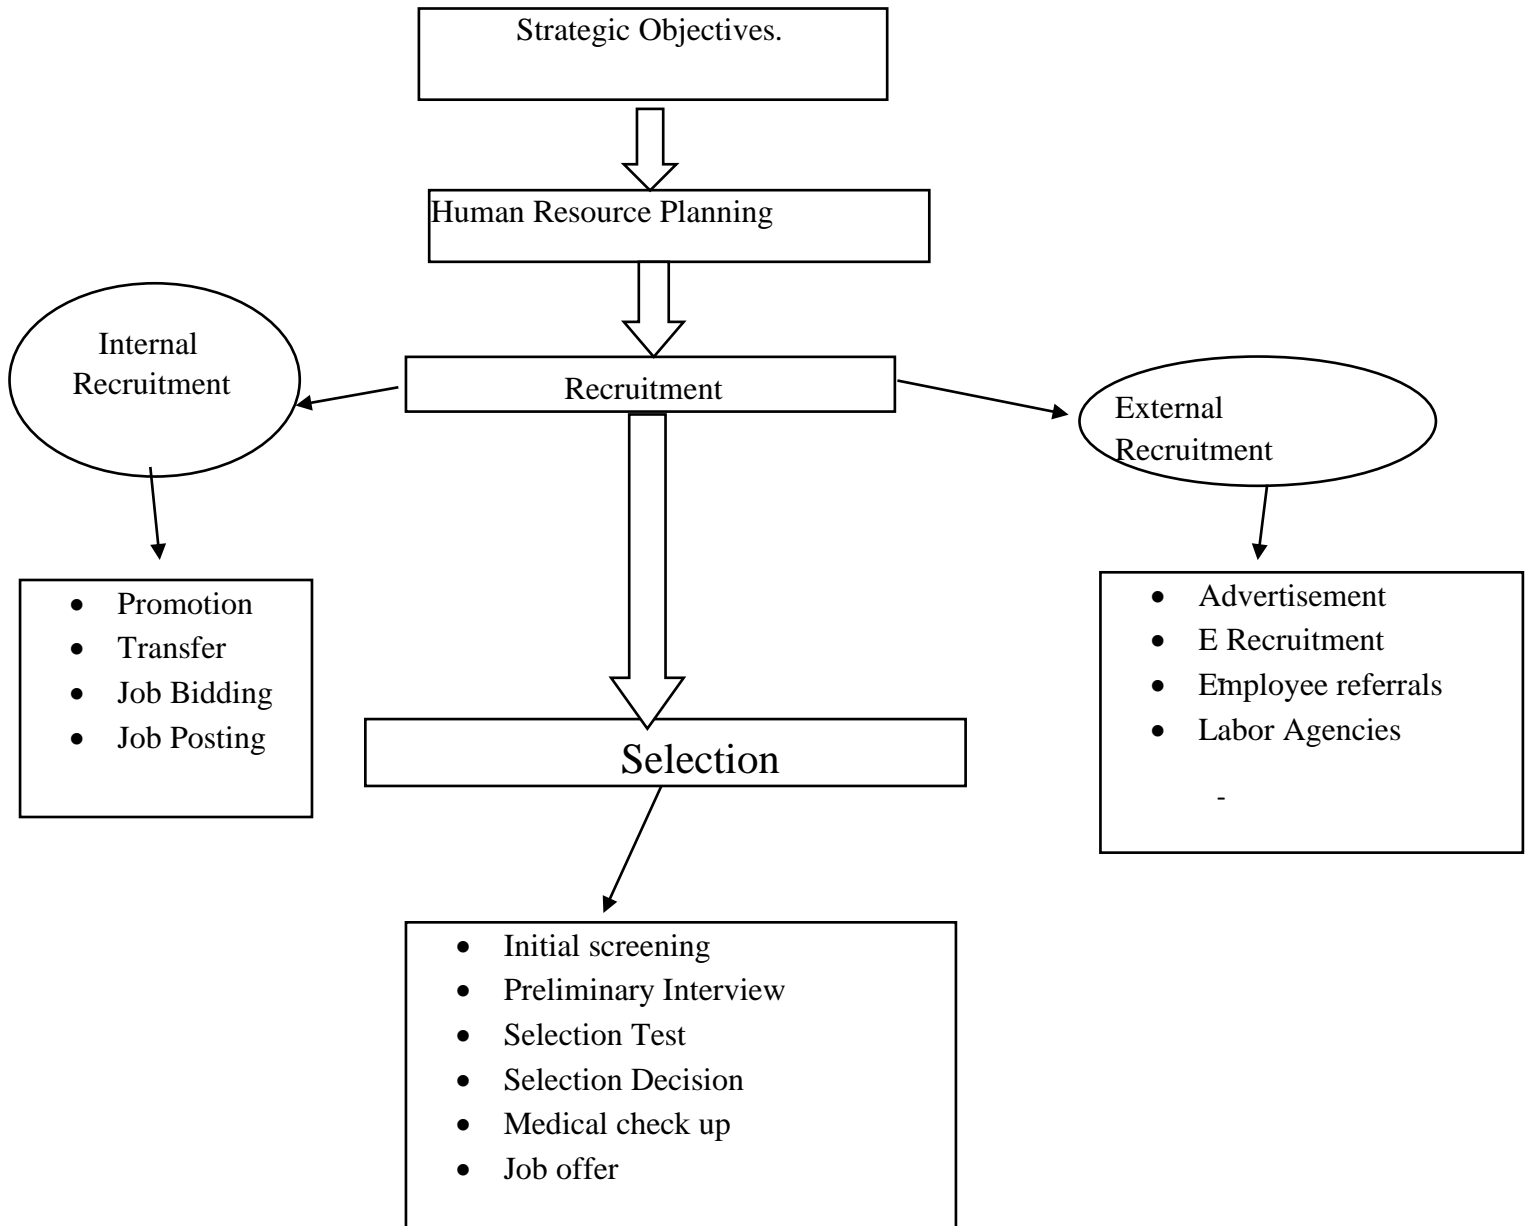 Strategic Objectives.
Human Resource Planning
Internal
Recruitment
Recruitment
External
Recruitment
• Promotion
• Transfer
• Job Bidding
• Job Posting
• Advertisement
• E Recruitment
• Employee referrals
• Labor Agencies
-
Selection
• Initial screening
• Preliminary Interview
• Selection Test
• Selection Decision
• Medical check up
• Job offer